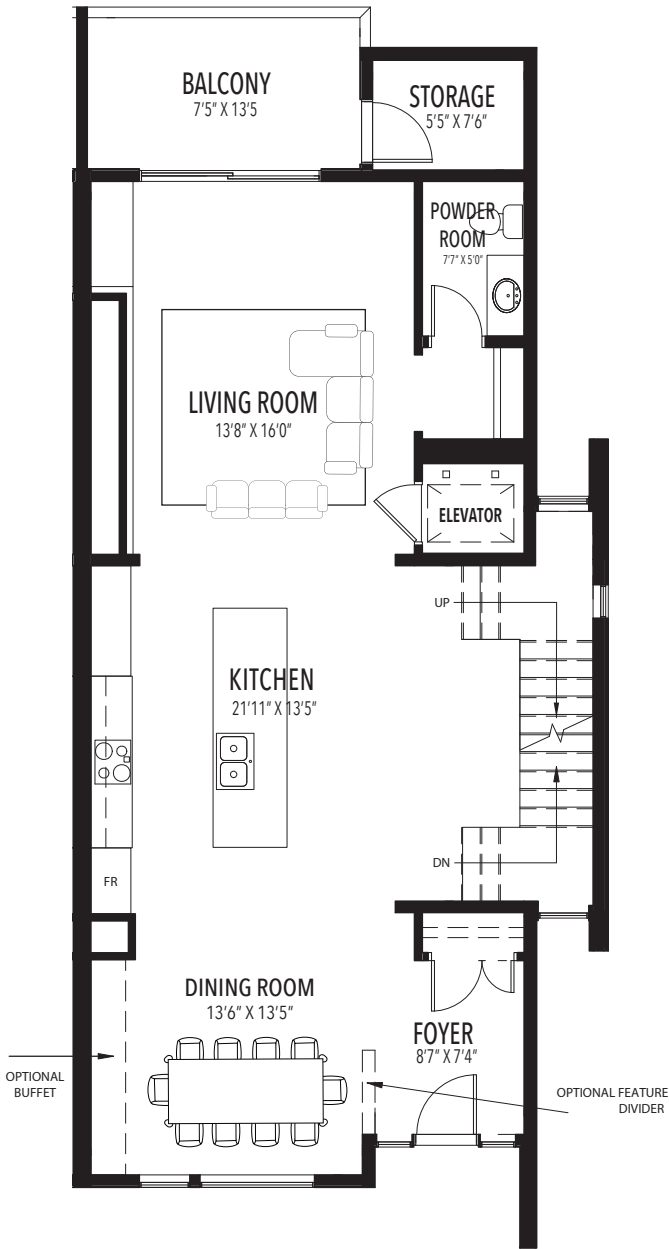 BALCONY
7'5" X 13'5
STORAGE
5'5" X 7'6"
POWDER
ROOM
7'7" X 5'0"
LIVING ROOM
13'8" X 16'0"
ELEVATOR
UP
KITCHEN
21'11" X 13'5"
DN
FR
DINING ROOM
13'6" X 13'5"
FOYER
8'7" X 7'4"
OPTIONAL
BUFFET
OPTIONAL FEATURE
DIVIDER